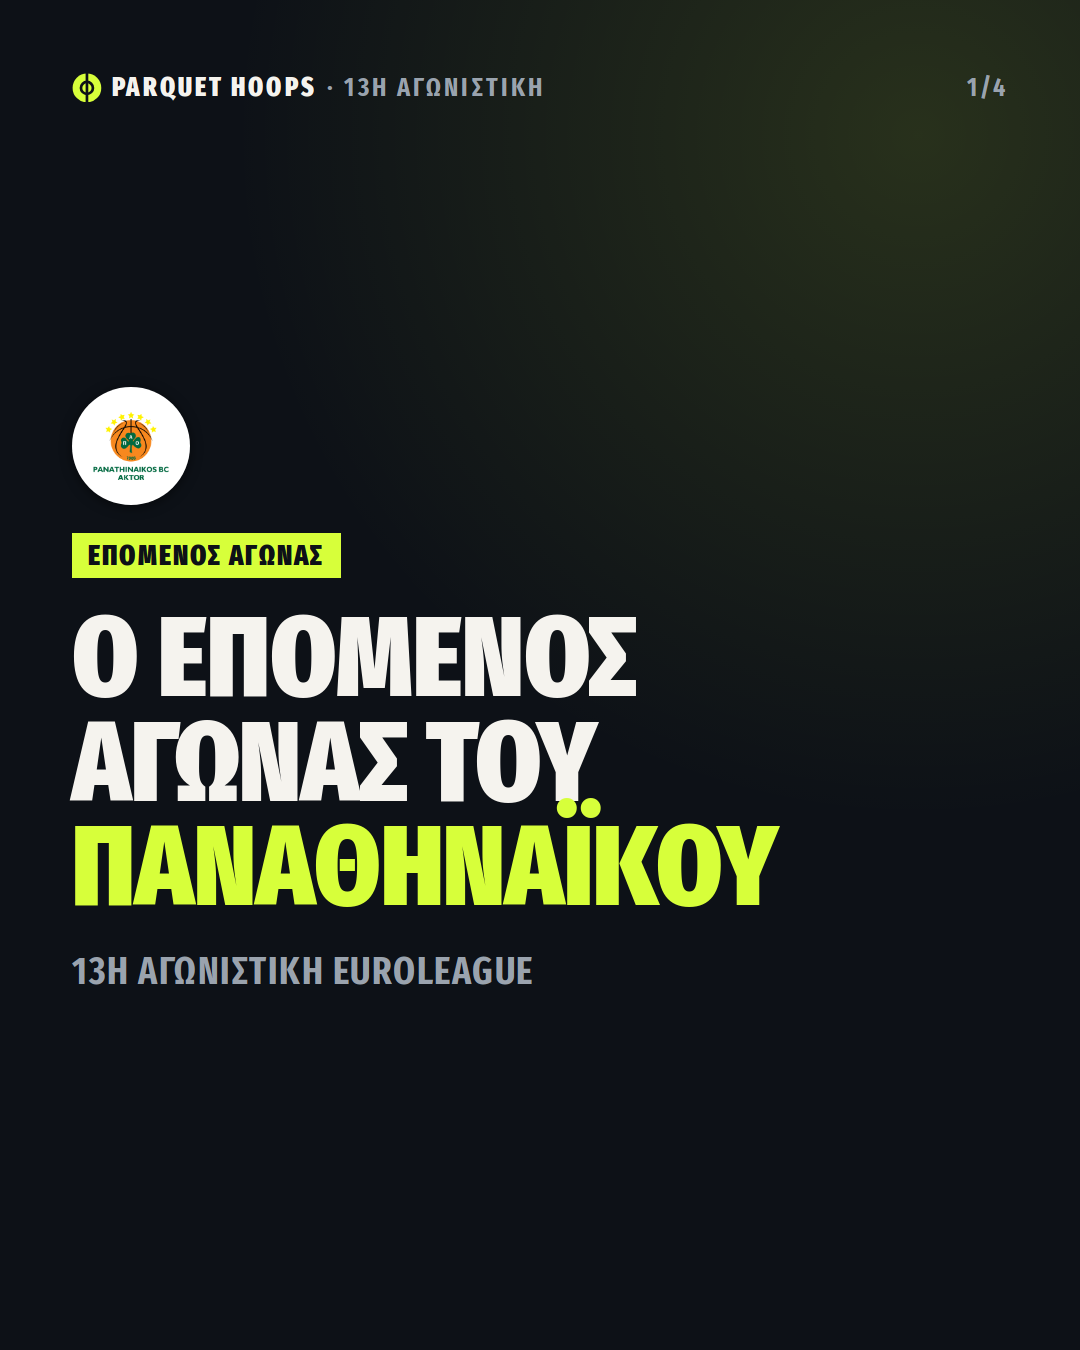 PARQUET HOOPS · 13Η ΑΓΩΝΙΣΤΙΚΗ
1/4
PANATHINAIKOS BC
AKTOR
ΕΠΟΜΕΝΟΣ ΑΓΩΝΑΣ
Ο ΕΠΟΜΕΝΟΣ
ΑΓΩΝΑΣ ΤΟΥ
ΠΑΝΑΘΗΝΑΪΚΟΥ
13Η ΑΓΩΝΙΣΤΙΚΗ EUROLEAGUE